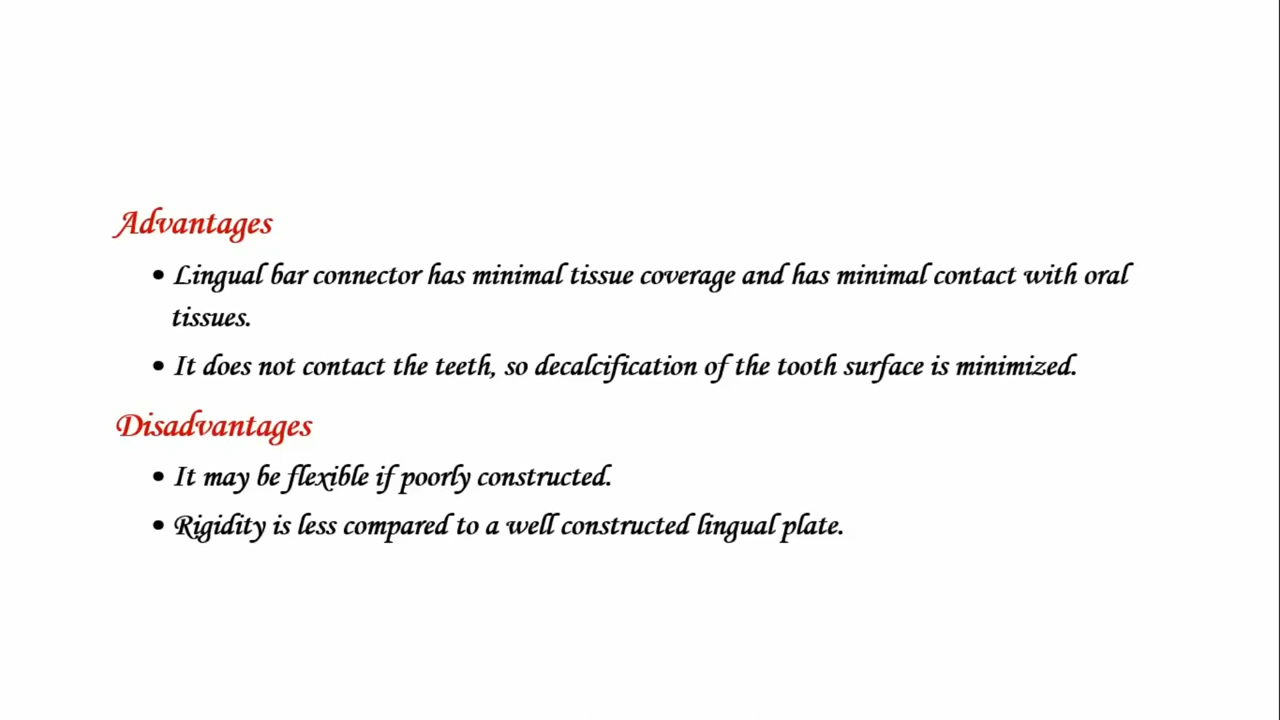 Advantages
• Lingual bar connector has minimal tissue coverage and has minimal contact with oral
tissues.
• It does not contact the teeth, so decalcification of the tooth surface is minimized.
Disadvantages
• It may be flexible if poorly constructed.
• Rigidity is less compared to a well constructed lingual plate.